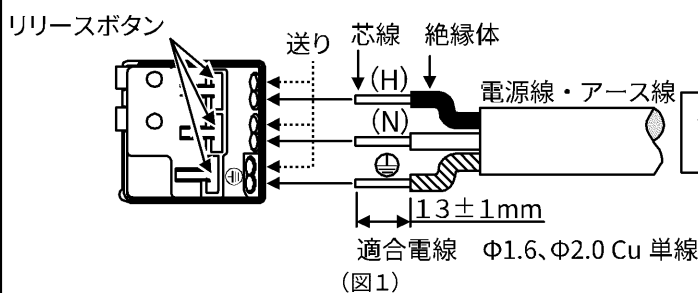 リリースボタン
送り
芯線
絶縁体
(H)
電源線・アース線
(N)
13±1mm
適合電線 Φ1.6、Φ2.0 Cu 単線
(図1)